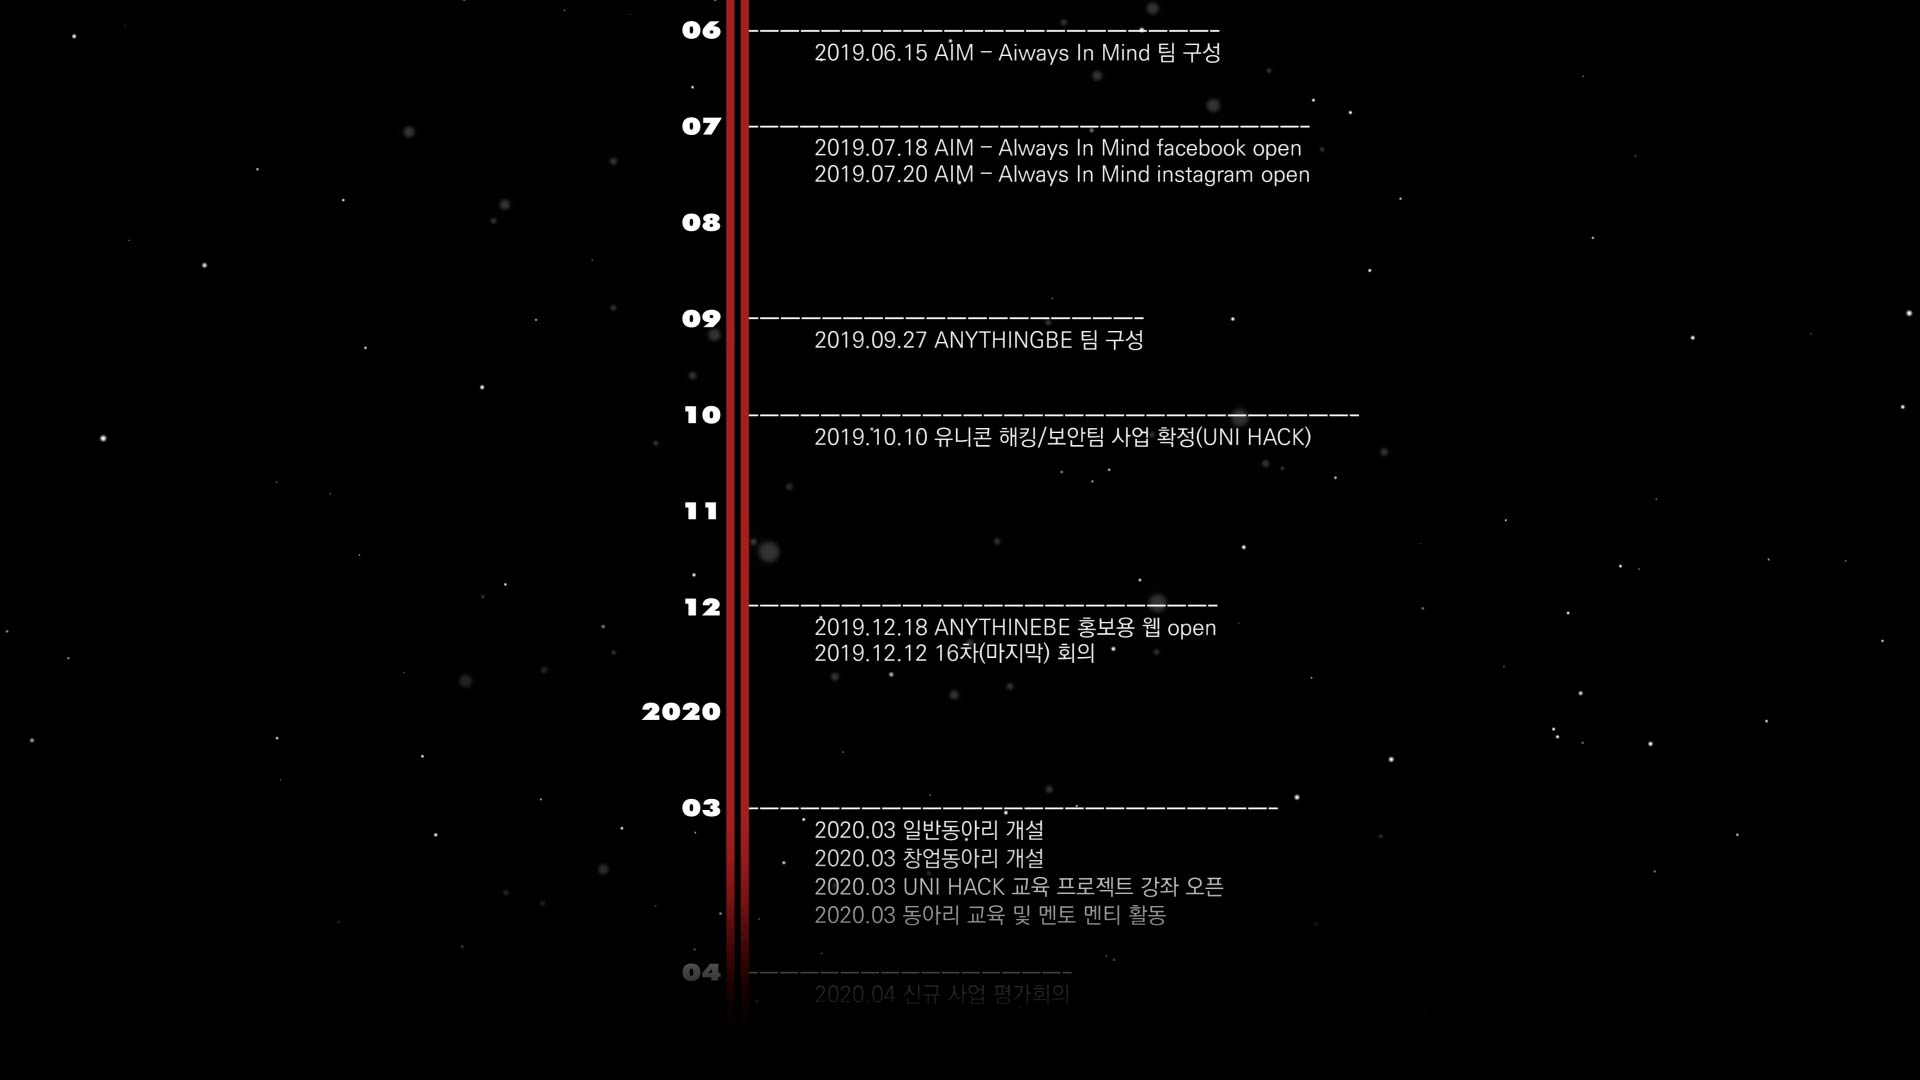 06
2019.06.15 AIM – Aiways In Mind 팀 구성
07
2019.07.18 AIM – Always In Mind facebook open
2019.07.20 AIM – Always In Mind instagram open
08
09
2019.09.27 ANYTHINGBE 팀 구성
10
2019.10.10 유니콘 해킹/보안팀 사업 확정(UNI HACK)
11
12
2019.12.18 ANYTHINEBE 홍보용 웹 open
2019.12.12 16차(마지막) 회의
2020
03
2020.03 일반동아리 개설
2020.03 창업동아리 개설
2020.03 UNI HACK 교육 프로젝트 강좌 오픈
2020.03 동아리 교육 및 멘토 멘티 활동
04
2020.04 신규 사업 평가회의